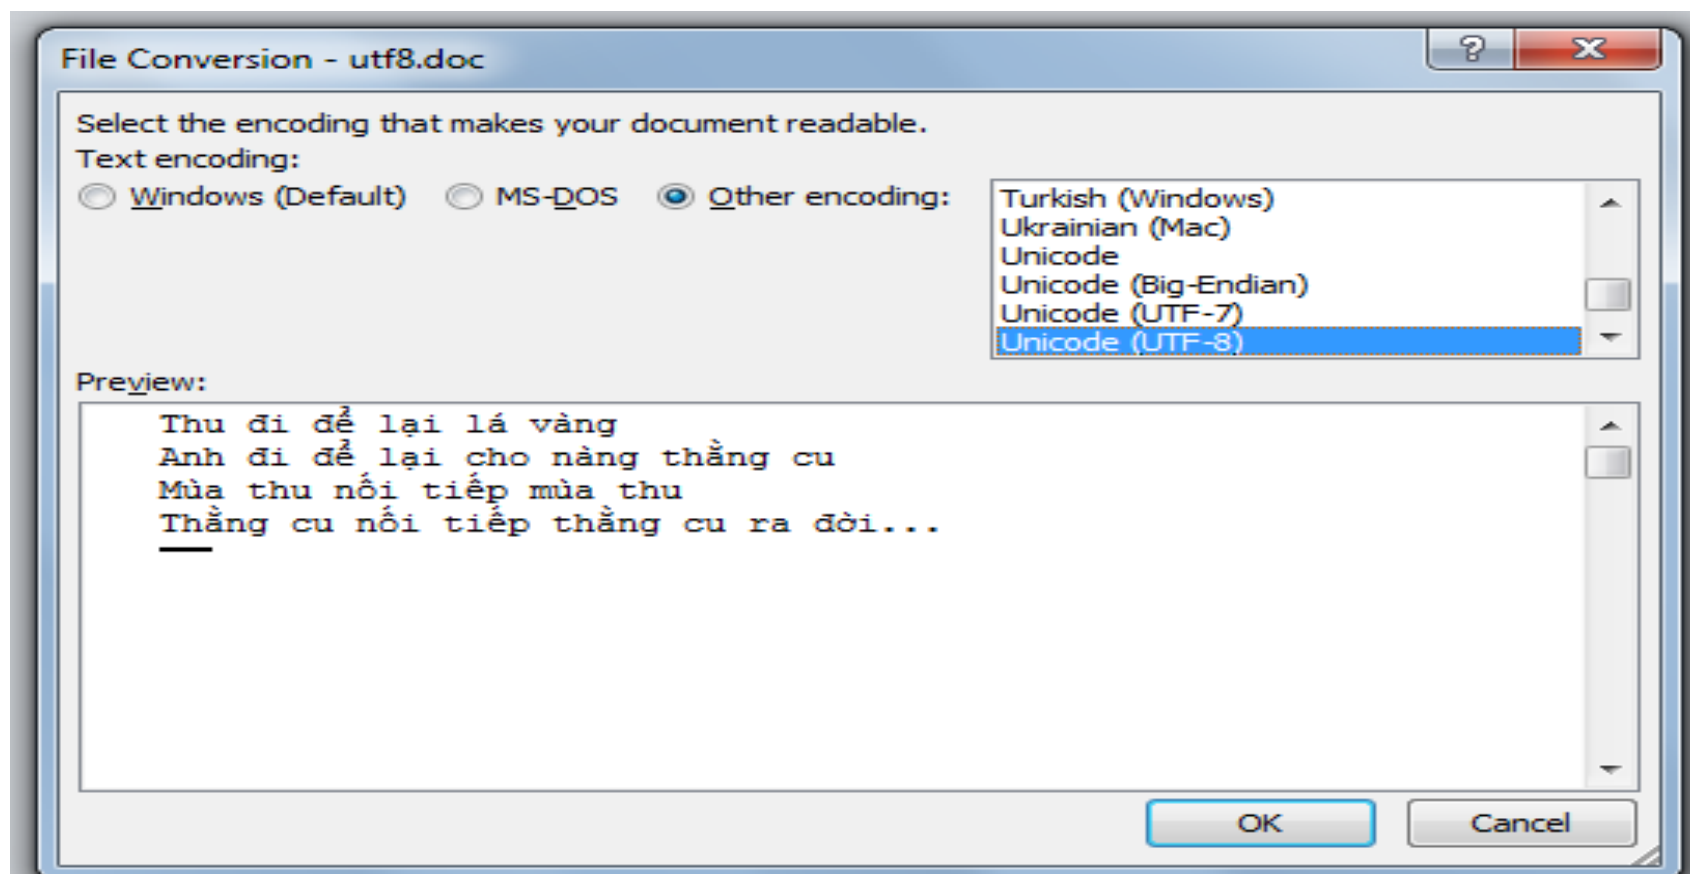 File Conversion - utf8.doc
Select the encoding that makes your document readable.
Text encoding:
Windows (Default) MS-DOS Other encoding:
Turkish (Windows)
Ukrainian (Mac)
Unicode
Unicode (Big-Endian)
Unicode (UTF-7)
Unicode (UTF-8)
Preview:
Thu đi để lại lá vàng
Anh đi để lại cho nàng thằng cu
Mùa thu nối tiếp mùa thu
Thằng cu nối tiếp thằng cu ra đời...
OK Cancel